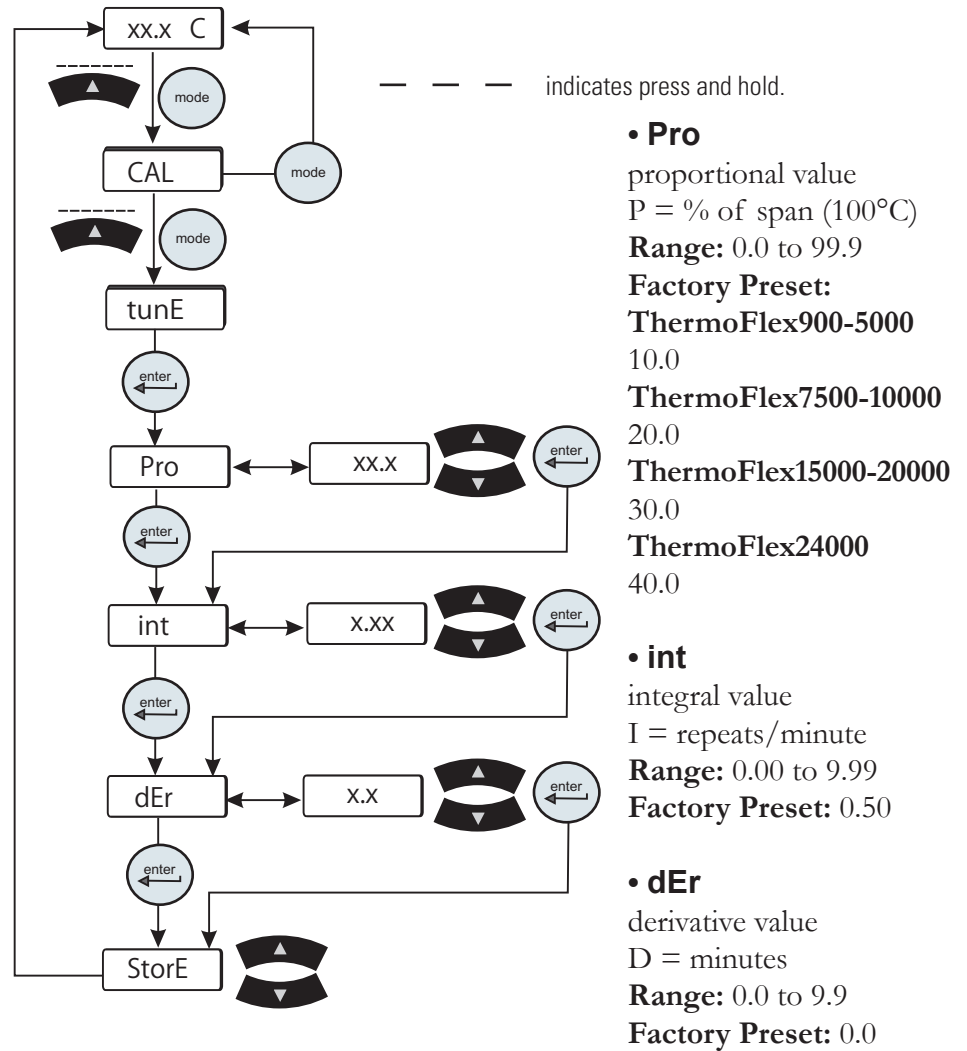 xx.x C
mode
indicates press and hold.
CAL
mode
mode
tunE
enter
Pro
xx.x
enter
enter
int
x.xx
enter
enter
dEr
x.x
enter
enter
StorE
• Pro
proportional value
P = % of span (100°C)
Range: 0.0 to 99.9
Factory Preset:
ThermoFlex900-5000
10.0
ThermoFlex7500-10000
20.0
ThermoFlex15000-20000
30.0
ThermoFlex24000
40.0
• int
integral value
I = repeats/minute
Range: 0.00 to 9.99
Factory Preset: 0.50
• dEr
derivative value
D = minutes
Range: 0.0 to 9.9
Factory Preset: 0.0